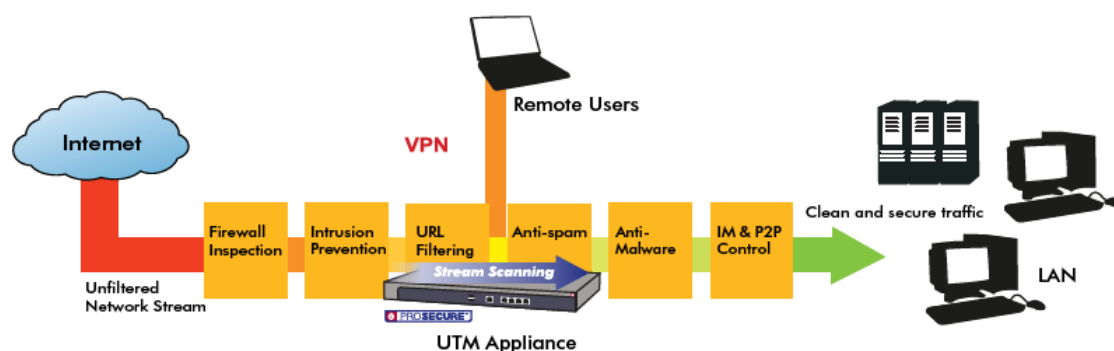 Internet
Remote Users
VPN
Firewall
Inspection
Intrusion
Prevention
URL
Filtering
Anti-spam
Anti-
Malware
IM & P2P
Control
Clean and secure traffic
Stream Scanning
Unfiltered
Network Stream
LAN
PROSECURE
UTM Appliance